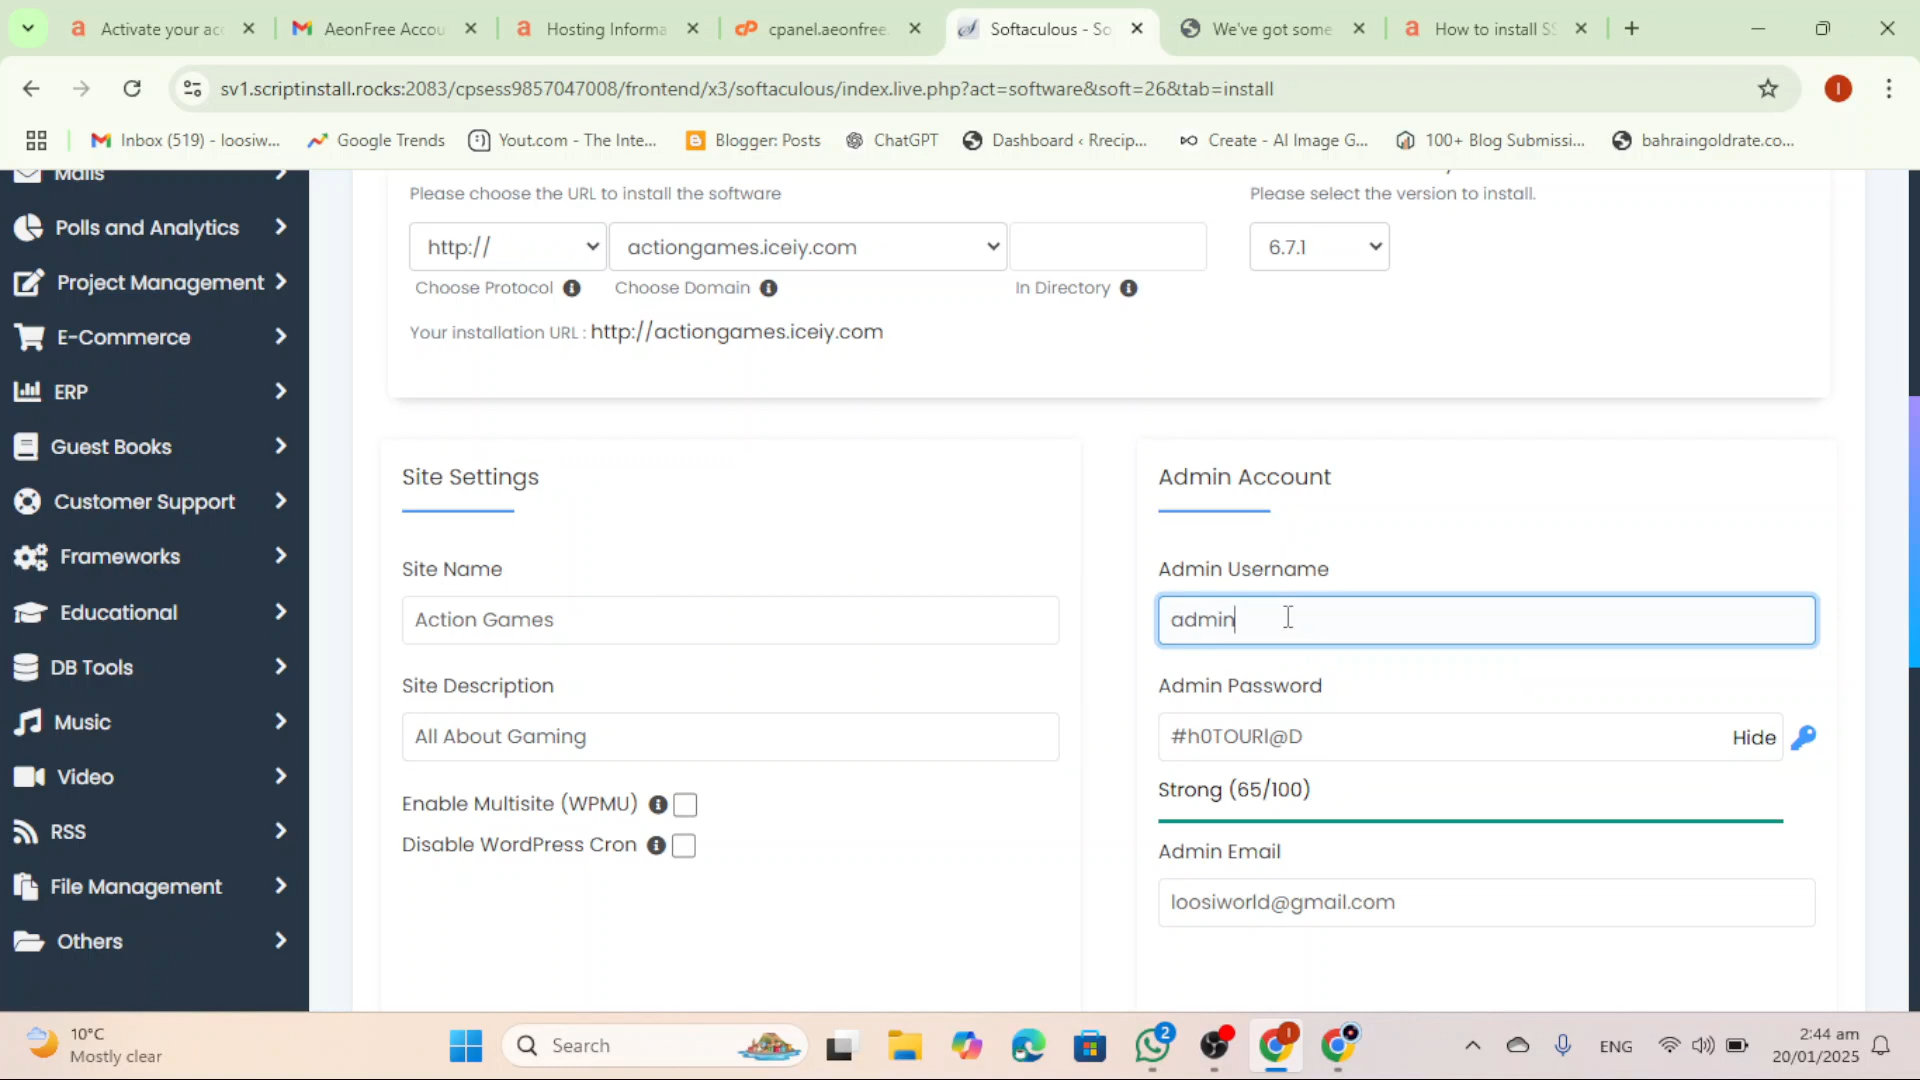 Activate your ac
AeonFree Accou
Hosting Informa
cpanel.aeonfree.
Softaculous - So
We've got some
How to install SS
sv1.scriptinstall.rocks:2083/cpsess9857047008/frontend/x3/softaculous/index.live.php?act=software&soft=26&tab=install
Inbox (519) - loosiw...
Google Trends
Yout.com - The Inte...
Blogger: Posts
ChatGPT
Dashboard ‹ Rrecip...
Create - AI Image G...
100+ Blog Submissi...
bahraingoldrate.co...
Mails
Polls and Analytics
Project Management
E-Commerce
ERP
Guest Books
Customer Support
Frameworks
Educational
DB Tools
Music
Video
RSS
File Management
Others
Please choose the URL to install the software
Please select the version to install.
http://
actiongames.iceiy.com
6.7.1
Choose Protocol
Choose Domain
In Directory
Your installation URL : http://actiongames.iceiy.com
Site Settings
Site Name
Action Games
Site Description
All About Gaming
Enable Multisite (WPMU)
Disable WordPress Cron
Admin Account
Admin Username
admin
Admin Password
#h0TOURl@D
Hide
Strong (65/100)
Admin Email
loosiworld@gmail.com
10°C
Mostly clear
Search
2
ENG
2:44 am
20/01/2025